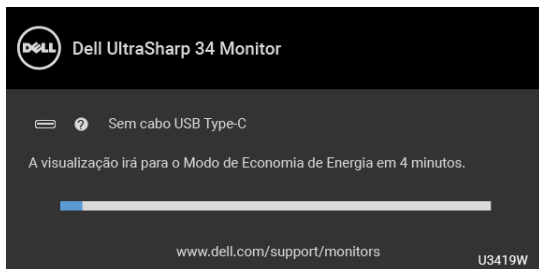 DELL Dell UltraSharp 34 Monitor
? Sem cabo USB Type-C
A visualização irá para o Modo de Economia de Energia em 4 minutos.
www.dell.com/support/monitors
U3419W